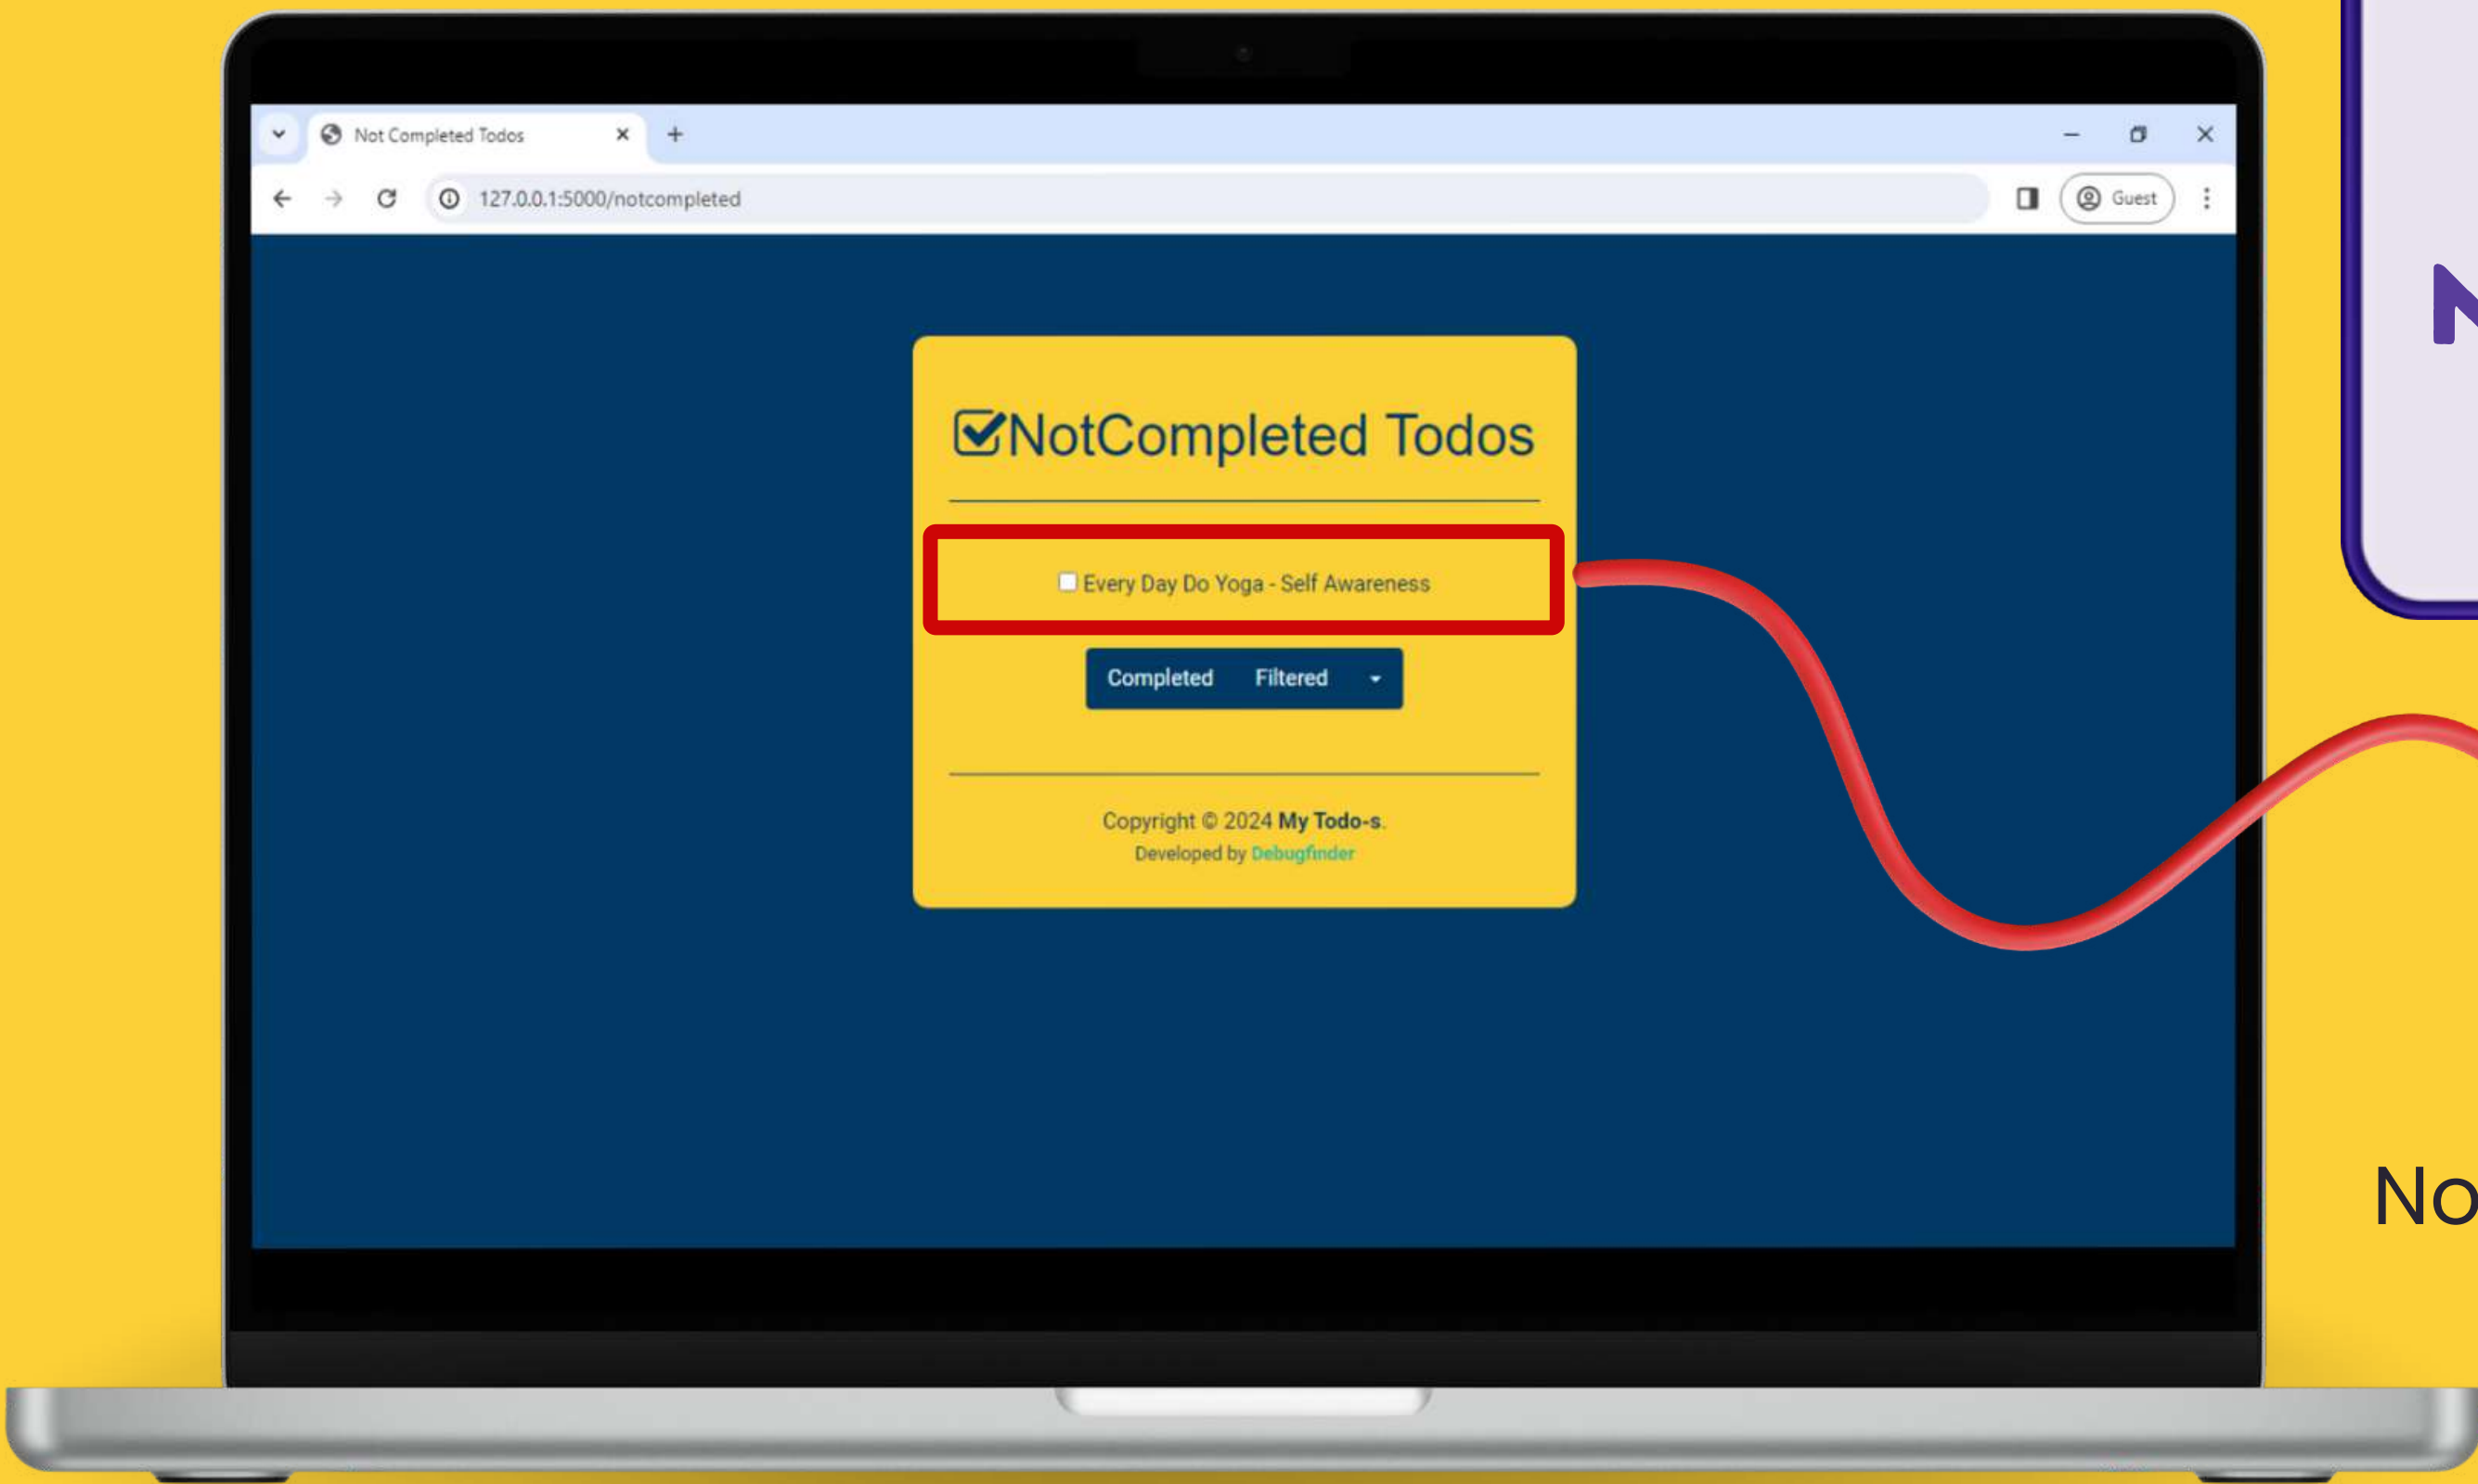 Not Completed Todos
127.0.0.1:5000/notcompleted
Guest
NotCompleted Todos
Every Day Do Yoga - Self Awareness
Completed Filtered
Copyright © 2024 My Todo-s.
Developed by Debugfinder
N
No